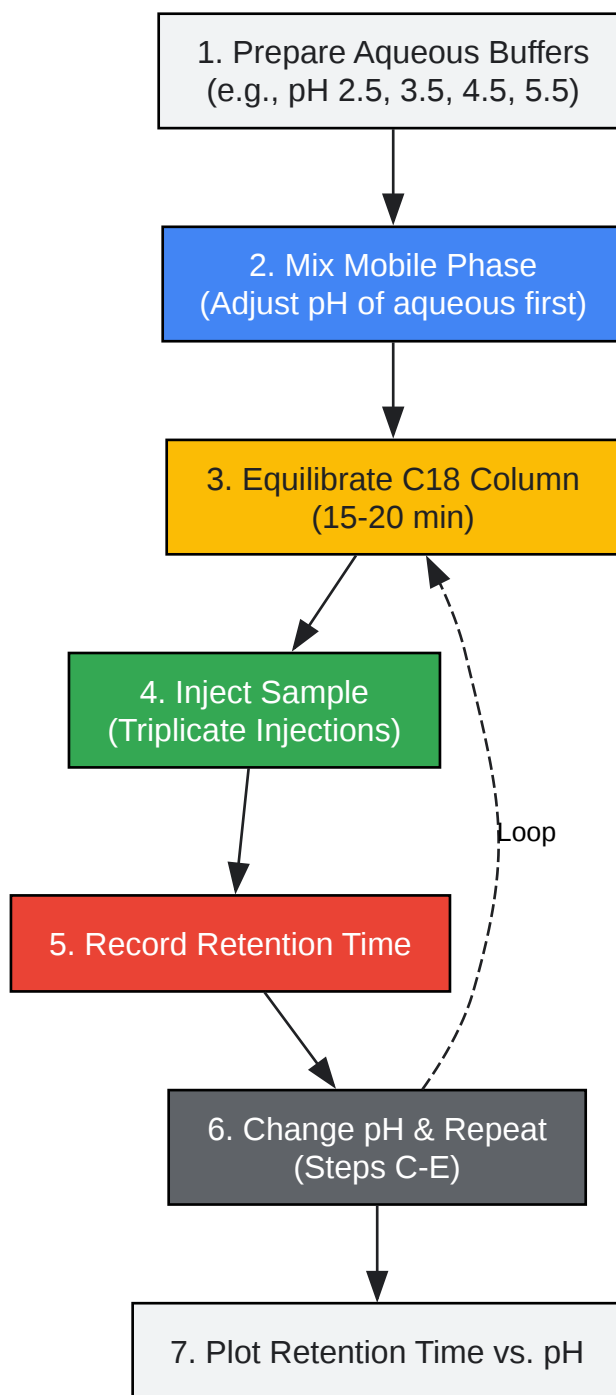 1. Prepare Aqueous Buffers
(e.g., pH 2.5, 3.5, 4.5, 5.5)
2. Mix Mobile Phase
(Adjust pH of aqueous first)
3. Equilibrate C18 Column
(15-20 min)
4. Inject Sample
(Triplicate Injections)
Loop
5. Record Retention Time
6. Change pH & Repeat
(Steps C-E)
7. Plot Retention Time vs. pH